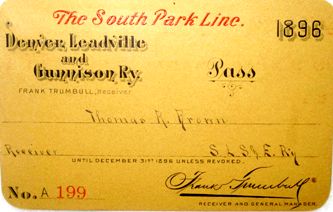 The South Park Line.
1896
Denver, Leadville
and
Gunnison Ry.
Pass
FRANK TRUMBULL, Receiver
Thomas R. Brown
Receiver S. L. & E. Ry
UNTIL DECEMBER 31ST 1896 UNLESS REVOKED.
No. A 199
Frank Trumbull
RECEIVER AND GENERAL MANAGER.